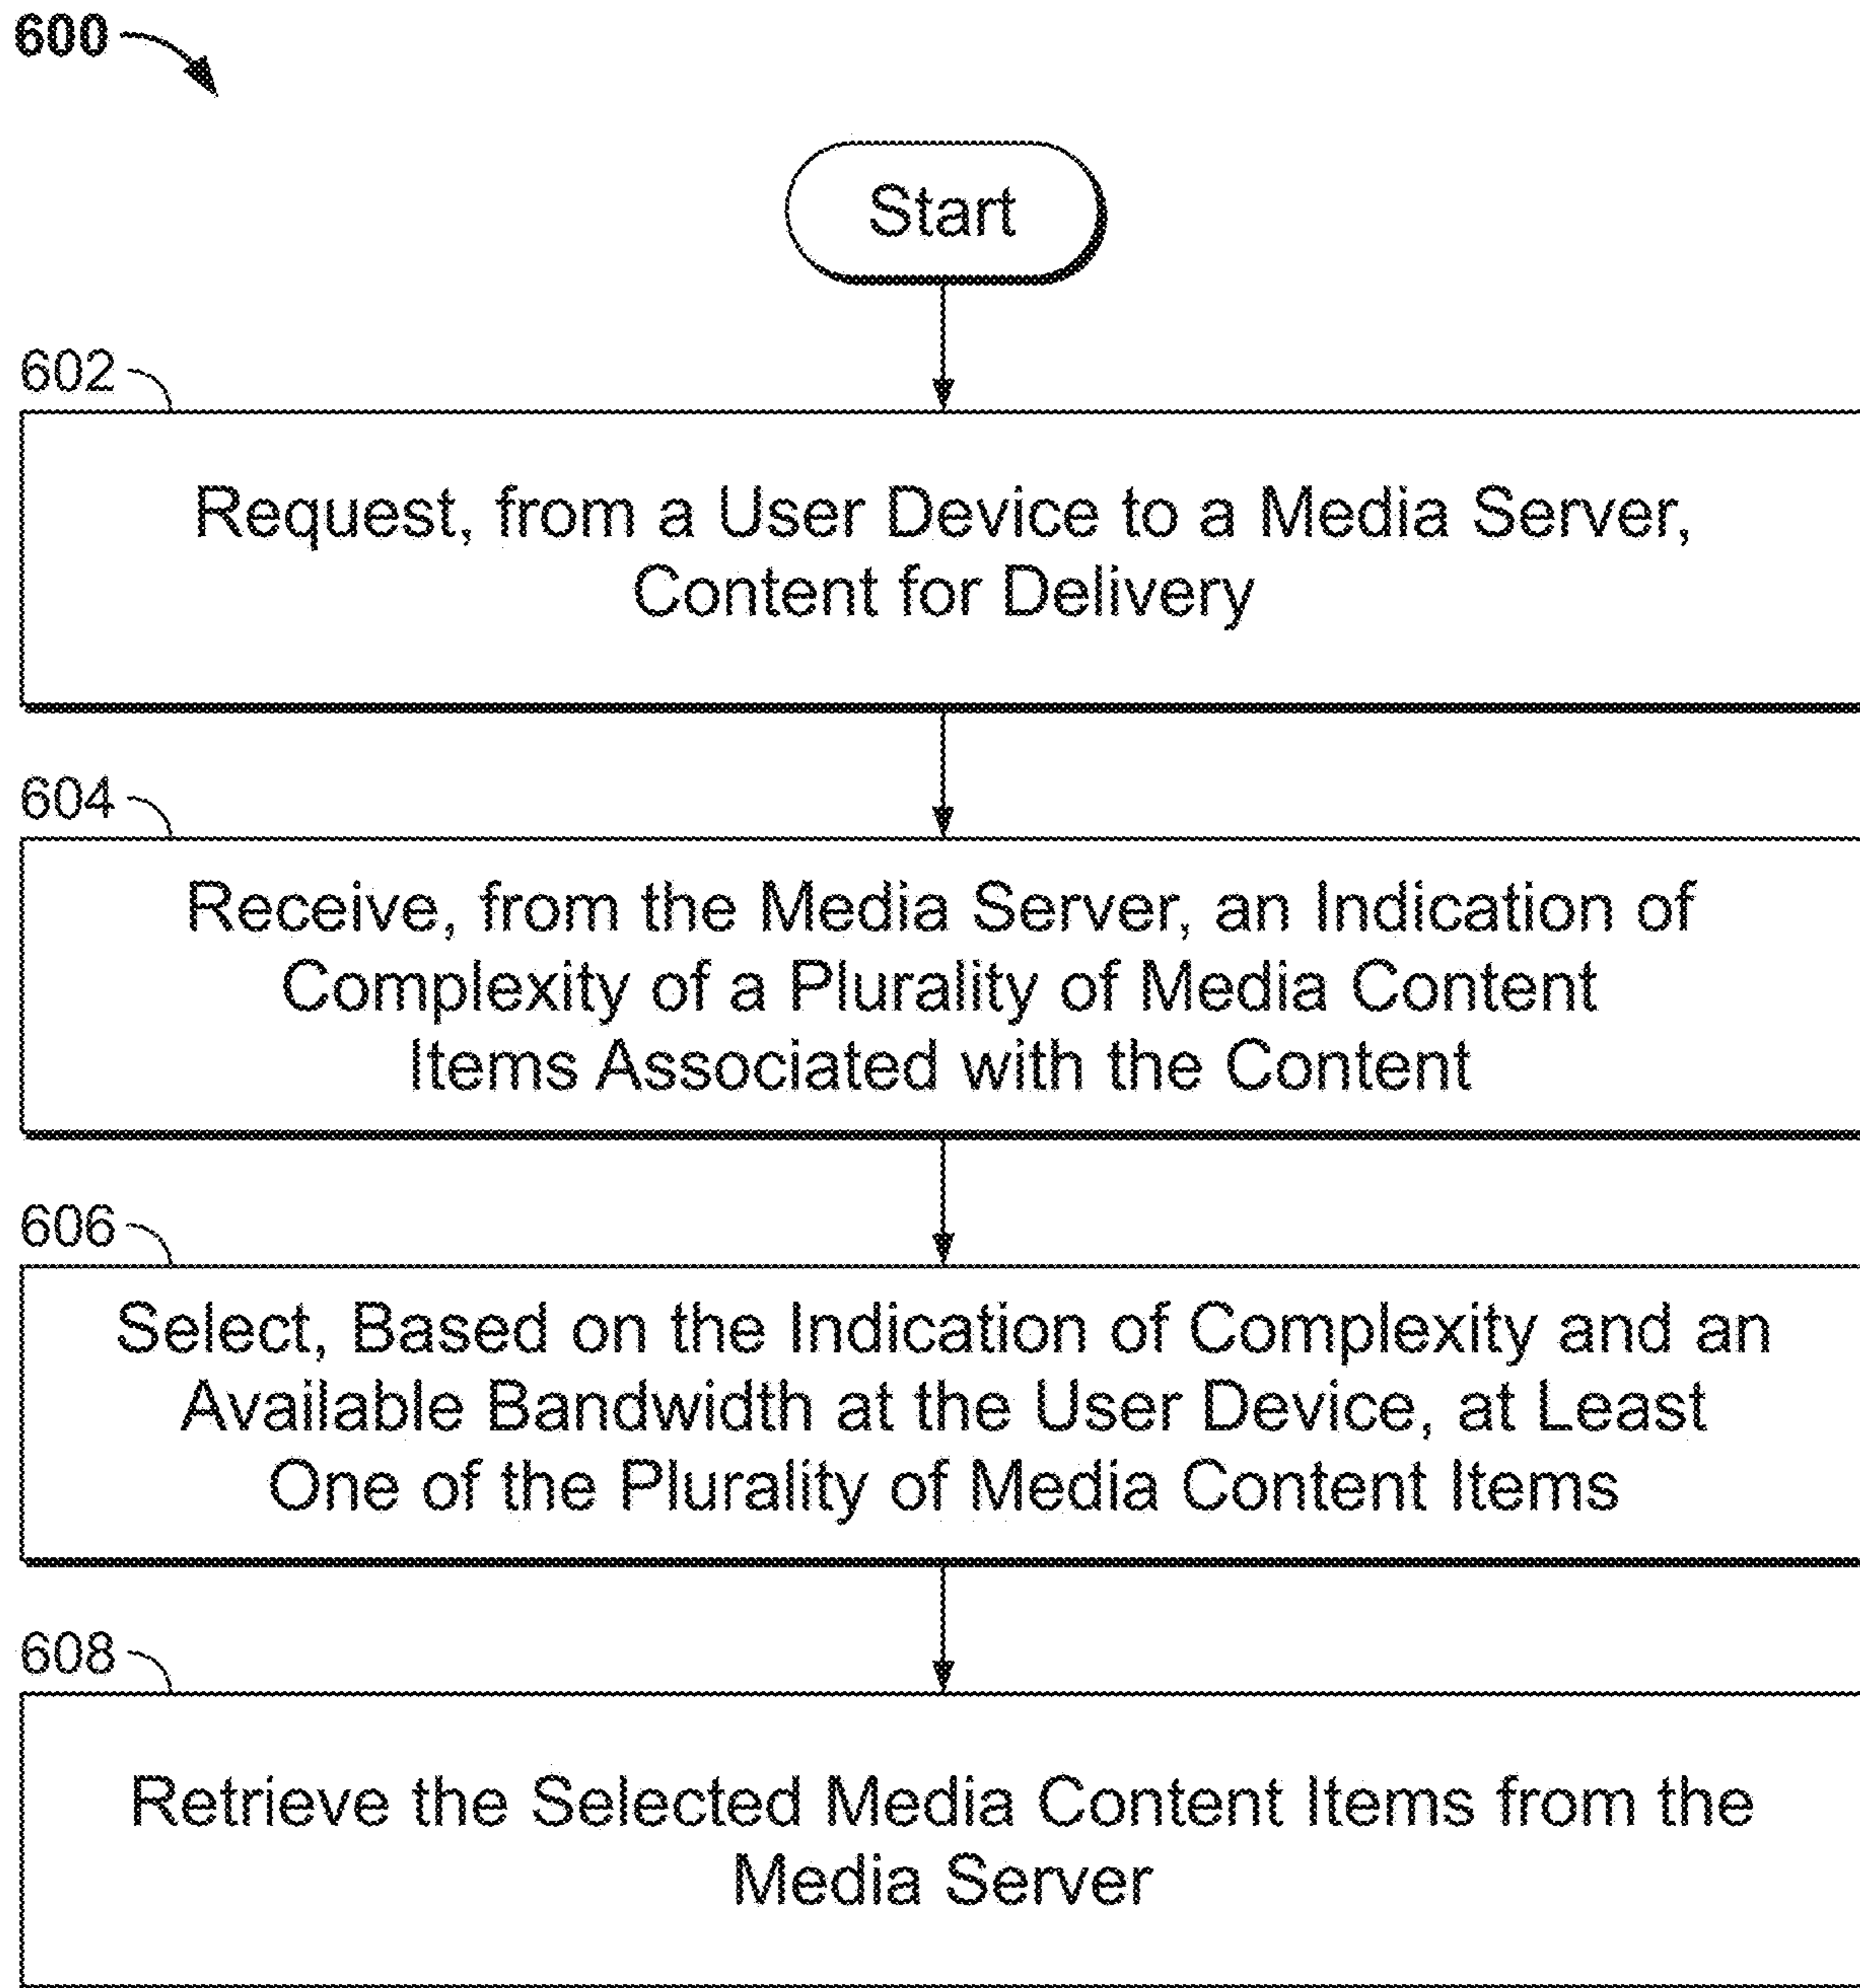 600
Start
602
Request, from a User Device to a Media Server,
Content for Delivery
604
Receive, from the Media Server, an Indication of
Complexity of a Plurality of Media Content
Items Associated with the Content
606
Select, Based on the Indication of Complexity and an
Available Bandwidth at the User Device, at Least
One of the Plurality of Media Content Items
608
Retrieve the Selected Media Content Items from the
Media Server